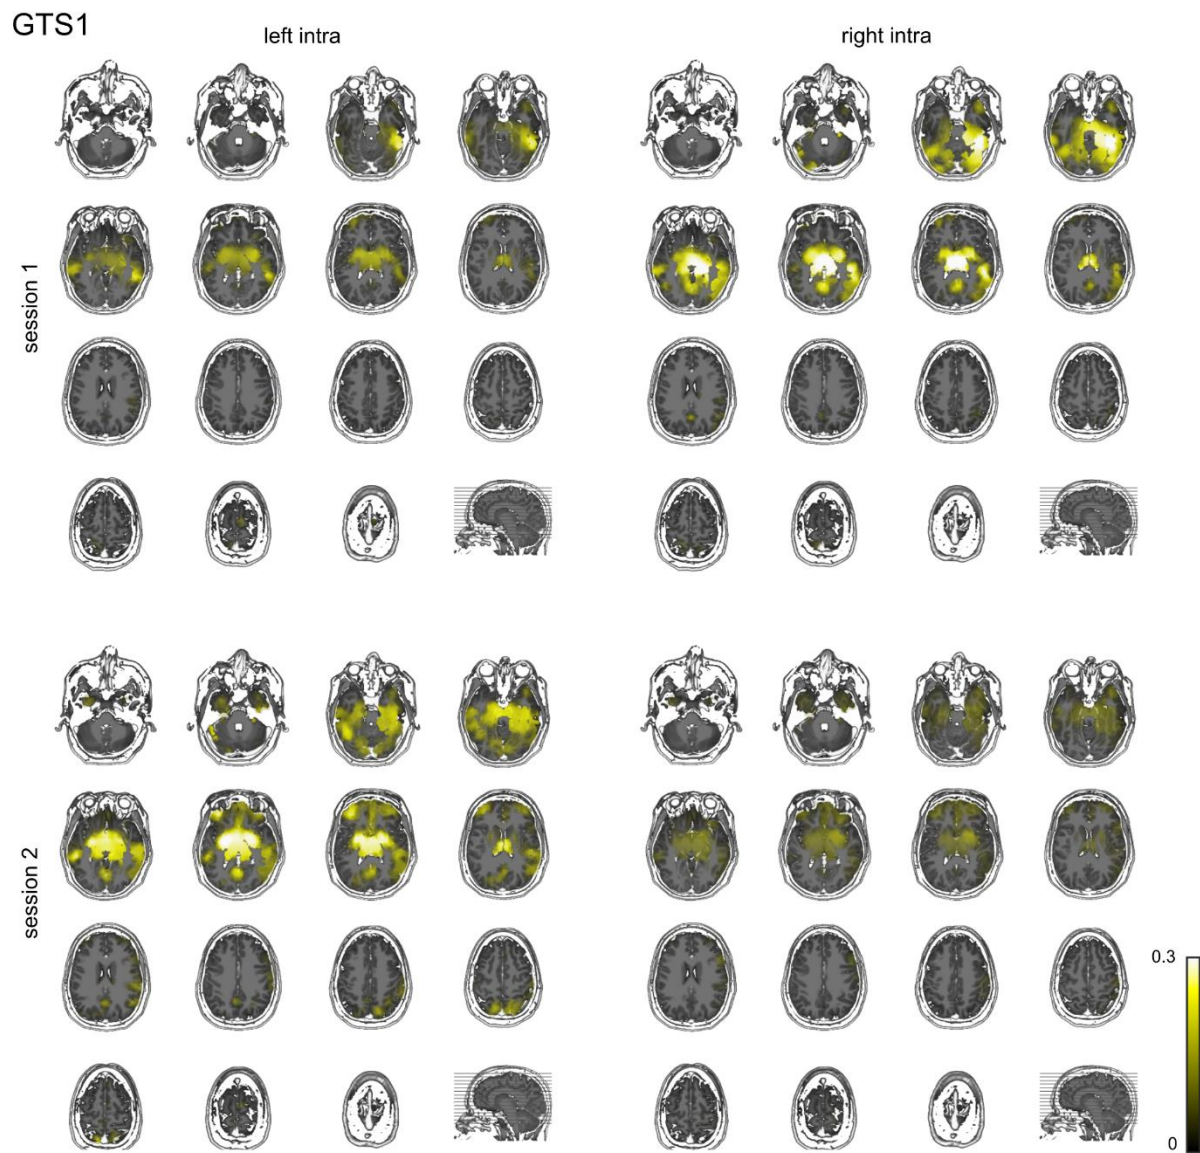 GTS1
left intra
right intra
session 1
session 2
0.3
0